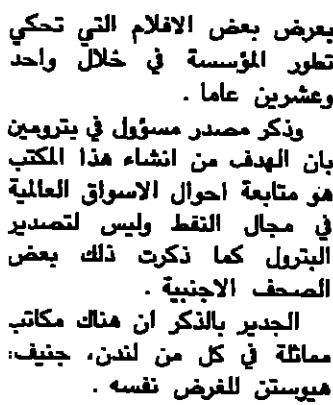 يعرض بعض الافلام التي تحكي
تطور المؤسسة في خلال واحد
وعشرين عاما .
وذكر مصدر مسؤول في بترومين
بان الهدف من انشاء هذا المكتب
هو متابعة احوال الاسواق العالمية
في مجال النفط وليس لتصدير
البترول كما ذكرت ذلك بعض
الصحف الاجنبية .
الجدير بالذكر ان هناك مكاتب
مماثلة في كل من لندن، جنيف،
هيوستن للغرض نفسه .